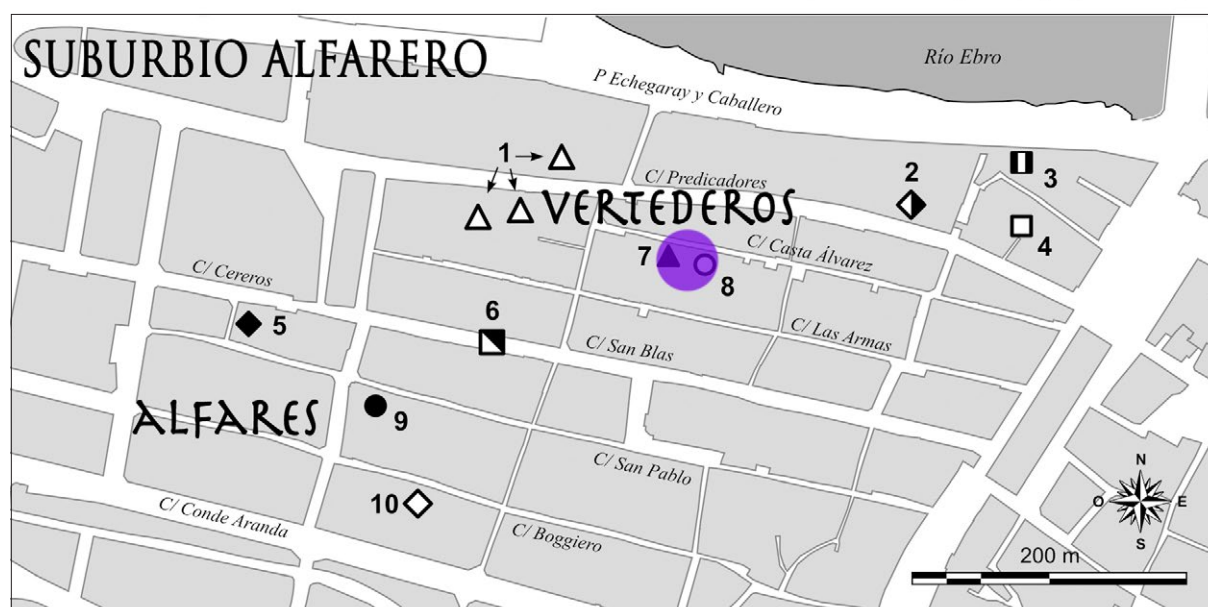 SUBURBIO ALFARERO
Río Ebro
P Echegaray y Caballero
1
2
3
C/ Predicadores
VERTEDEROS
4
7
8
C/ Casta Álvarez
C/ Cereros
5
6
C/ Las Armas
C/ San Blas
ALFARES
9
C/ San Pablo
10
C/ Conde Aranda
C/ Boggiero
N
O
E
S
200 m